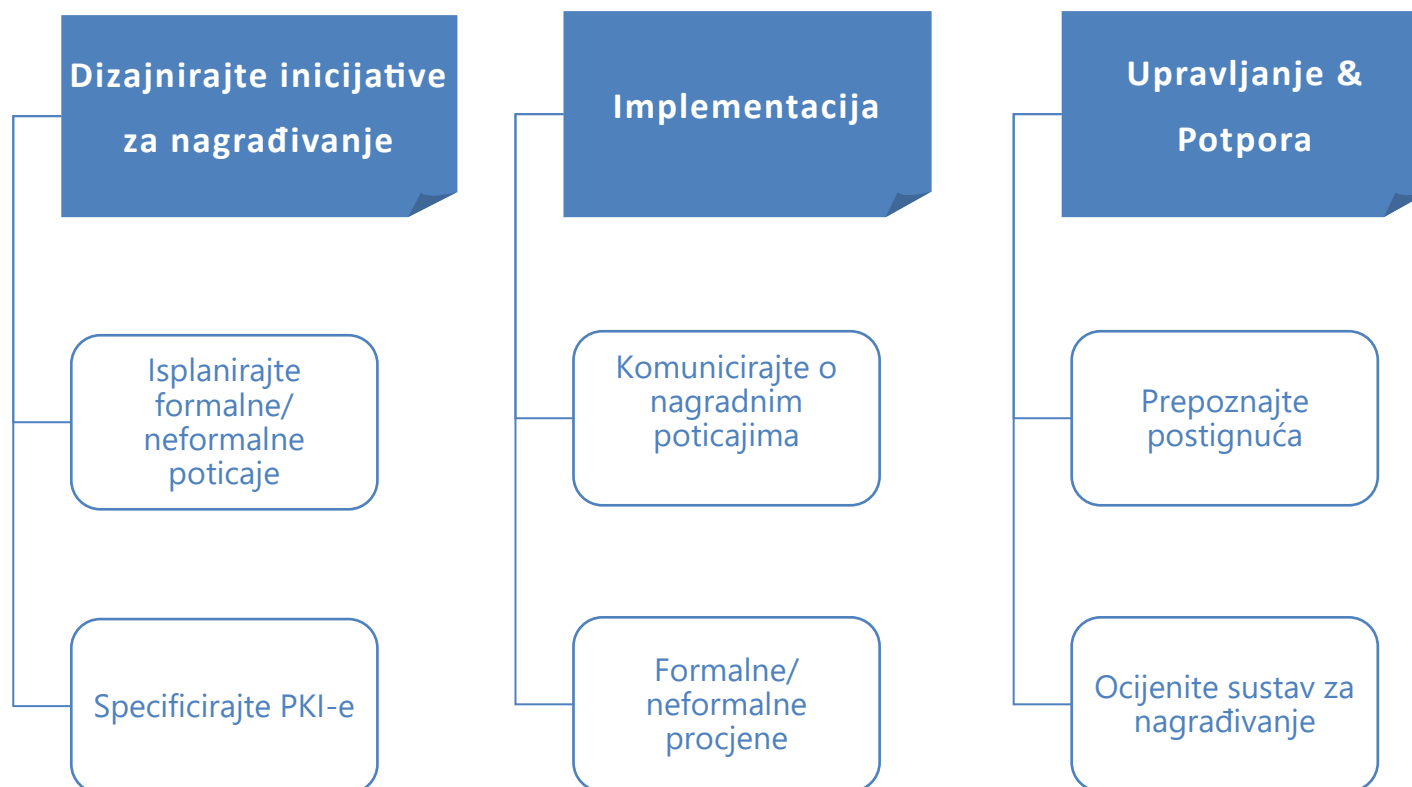 Dizajnirajte inicijative
za nagrađivanje
Isplanirajte
formalne/
neformalne
poticaje
Specificirajte PKI-e
Implementacija
Komunicirajte o
nagradnim
poticajima
Formalne/
neformalne
procjene
Upravljanje &
Potpora
Prepoznajte
postignuća
Ocijenite sustav za
nagrađivanje